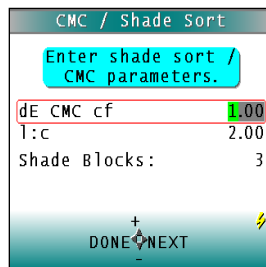 CMC / Shade Sort
Enter shade sort /
CMC parameters.
dE CMC cf 1.00
l:c 2.00
Shade Blocks: 3
+
DONE NEXT
-